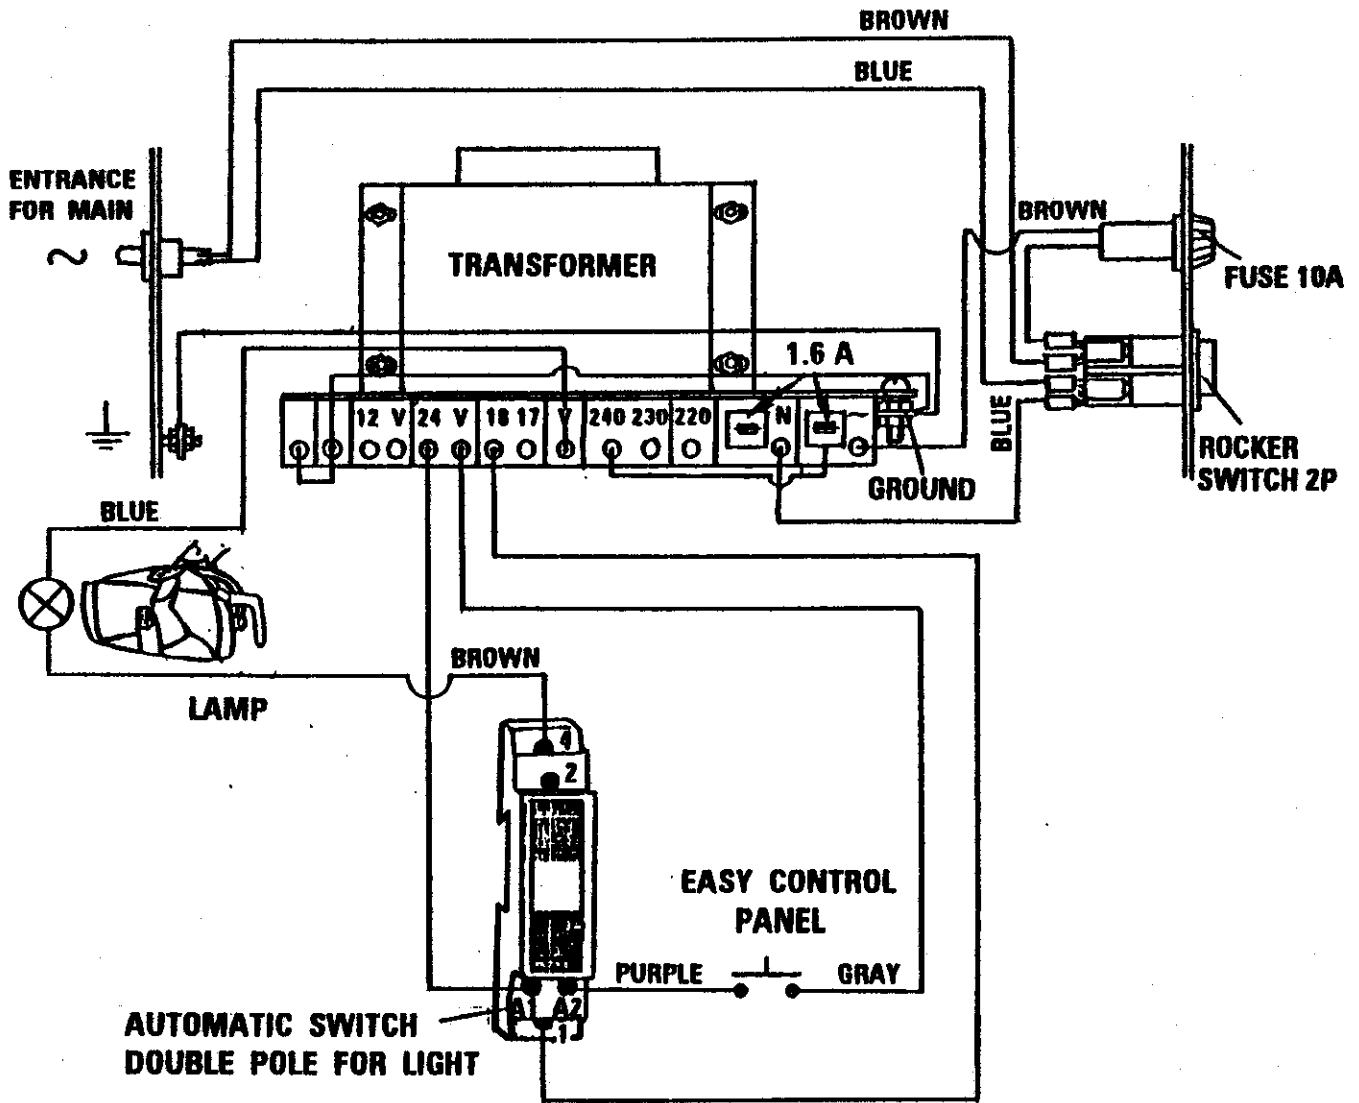 BROWN
BLUE
ENTRANCE
FOR MAIN
~
BROWN
TRANSFORMER
FUSE 10A
1.6 A
12 V 24 V 18 17 V 240 230 220 N ~
BLUE
ROCKER
SWITCH 2P
GROUND
BLUE
BROWN
LAMP
4
2
EASY CONTROL
PANEL
PURPLE
GRAY
A1 A2
1
AUTOMATIC SWITCH
DOUBLE POLE FOR LIGHT